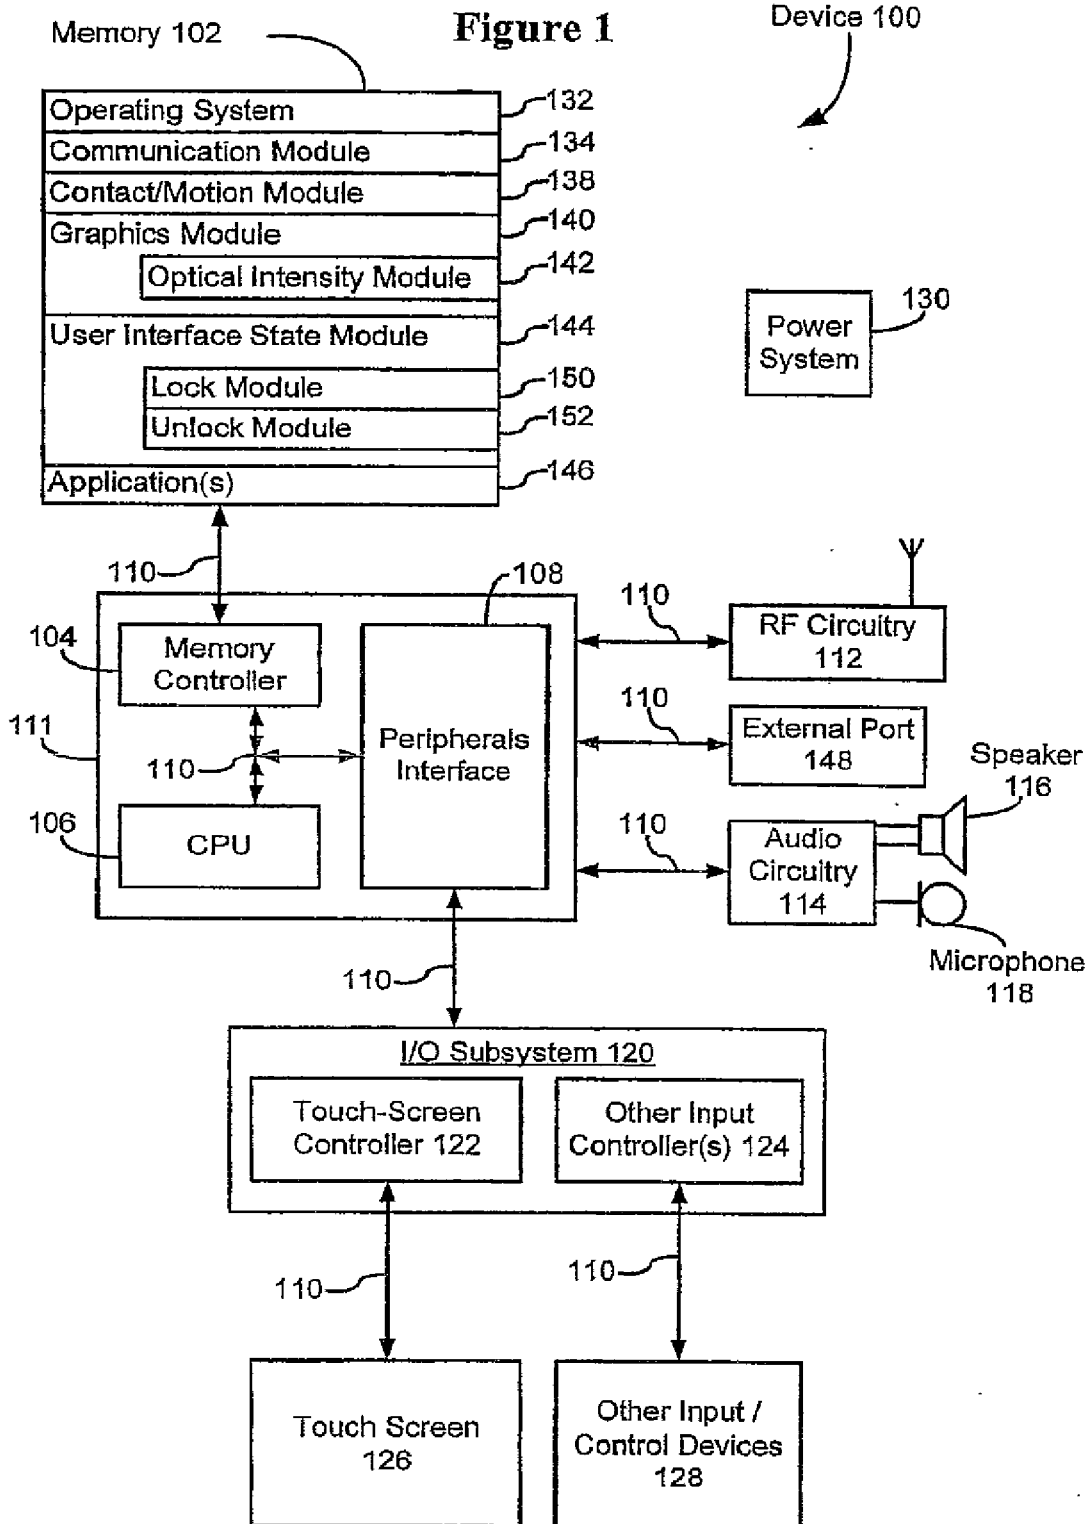 Figure 1
Memory 102
Device 100
Operating System
132
Communication Module
134
Contact/Motion Module
138
Graphics Module
140
Optical Intensity Module
142
User Interface State Module
144
Lock Module
150
Unlock Module
152
Application(s)
146
Power
System
130
110
108
104
Memory
Controller
111
110
Peripherals
Interface
106
CPU
110
RF Circuitry
112
110
External Port
148
Speaker
116
110
Audio
Circuitry
114
Microphone
118
110
I/O Subsystem 120
Touch-Screen
Controller 122
Other Input
Controller(s) 124
110
110
Touch Screen
126
Other Input /
Control Devices
128